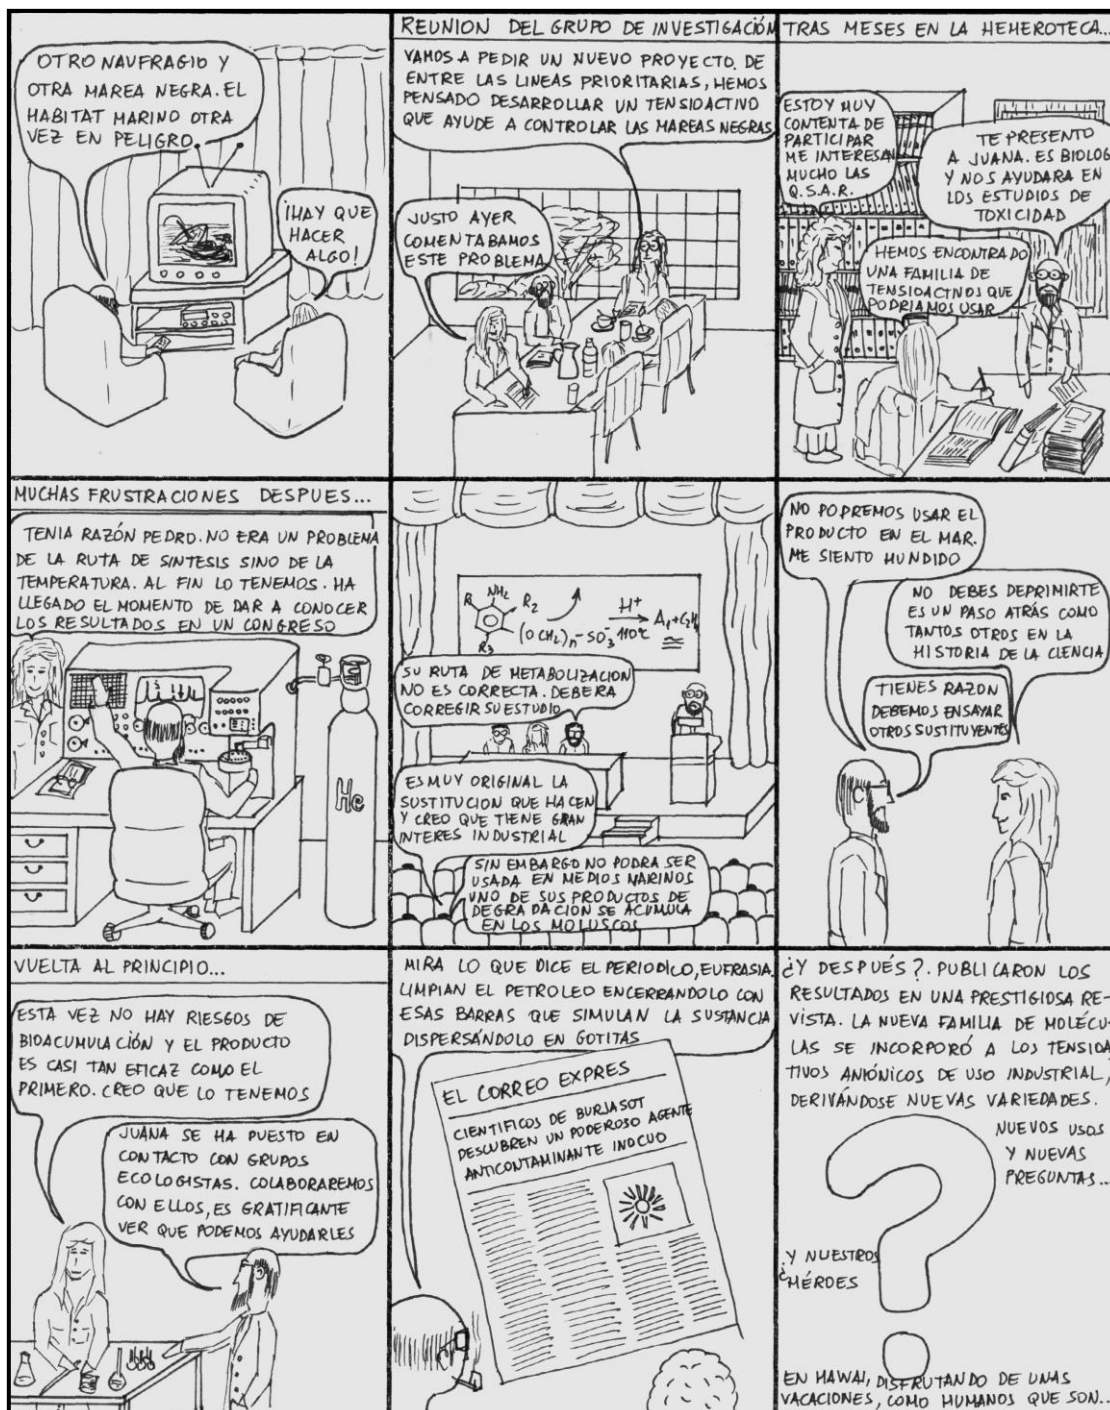 OTRO NAUFRAGIO Y
OTRA MAREA NEGRA. EL
HABITAT MARINO OTRA
VEZ EN PELIGRO.
¡HAY QUE
HACER
ALGO!
REUNION DEL GRUPO DE INVESTIGACIÓN
VAMOS A PEDIR UN NUEVO PROYECTO. DE
ENTRE LAS LINEAS PRIORITARIAS, HEMOS
PENSADO DESARROLLAR UN TENSIOACTIVO
QUE AYUDE A CONTROLAR LAS MAREAS NEGRAS
JUSTO AYER
COMENTABAMOS
ESTE PROBLEMA
TRAS MESES EN LA HEMEROTECA...
ESTOY MUY
CONTENTA DE
PARTICIPAR
ME INTERESAN
MUCHO LAS
Q.S.A.R.
TE PRESENTO
A JUANA. ES BIOLOG
Y NOS AYUDARA EN
LOS ESTUDIOS DE
TOXICIDAD
HEMOS ENCONTRADO
UNA FAMILIA DE
TENSIOACTIVOS QUE
PODRIAMOS USAR
MUCHAS FRUSTRACIONES DESPUES...
TENIA RAZÓN PEDRO. NO ERA UN PROBLEMA
DE LA RUTA DE SINTESIS SINO DE LA
TEMPERATURA. AL FIN LO TENEMOS. HA
LLEGADO EL MOMENTO DE DAR A CONOCER
LOS RESULTADOS EN UN CONGRESO
He
R NH2 R2
R3 (OCH2)n-SO3- H+ 110°C
SU RUTA DE METABOLIZACION
NO ES CORRECTA. DEBERA
CORREGIR SU ESTUDIO
ES MUY ORIGINAL LA
SUSTITUCION QUE HACEN
Y CREO QUE TIENE GRAN
INTERES INDUSTRIAL
SIN EMBARGO NO PODRA SER
USADA EN MEDIOS MARINOS
UNO DE SUS PRODUCTOS DE
DEGRADACION SE ACUMULA
EN LOS MOLUSCOS
NO POPREMOS USAR EL
PRODUCTO EN EL MAR.
ME SIENTO HUNDIDO
NO DEBES DEPRIMIRTE
ES UN PASO ATRÁS COMO
TANTOS OTROS EN LA
HISTORIA DE LA CIENCIA
TIENES RAZON
DEBEMOS ENSAYAR
OTROS SUSTITUYENTES
VUELTA AL PRINCIPIO...
ESTA VEZ NO HAY RIESGOS DE
BIOACUMULACIÓN Y EL PRODUCTO
ES CASI TAN EFICAZ COMO EL
PRIMERO. CREO QUE LO TENEMOS
JUANA SE HA PUESTO EN
CONTACTO CON GRUPOS
ECOLOGISTAS. COLABORAREMOS
CON ELLOS, ES GRATIFICANTE
VER QUE PODEMOS AYUDARLES
MIRA LO QUE DICE EL PERIODICO, EUFRASIA.
LIMPIAN EL PETROLEO ENCERRANDOLO CON
ESAS BARRAS QUE SIMULAN LA SUSTANCIA
DISPERSÁNDOLO EN GOTITAS
EL CORREO EXPRES
CIENTIFICOS DE BURJASOT
DESCUBREN UN PODEROSO AGENTE
ANTICONTAMINANTE INOCUO
¿Y DESPUÉS?. PUBLICARON LOS
RESULTADOS EN UNA PRESTIGIOSA RE-
VISTA. LA NUEVA FAMILIA DE MOLÉCU-
LAS SE INCORPORÓ A LOS TENSIOA
TIVOS ANIÓNICOS DE USO INDUSTRIAL,
DERIVÁNDOSE NUEVAS VARIEDADES.
NUEVOS USOS
Y NUEVAS
PREGUNTAS...
?
¿Y NUESTROS
HÉROES
EN HAWAI, DISFRUTANDO DE UNAS
VACACIONES, COMO HUMANOS QUE SON...